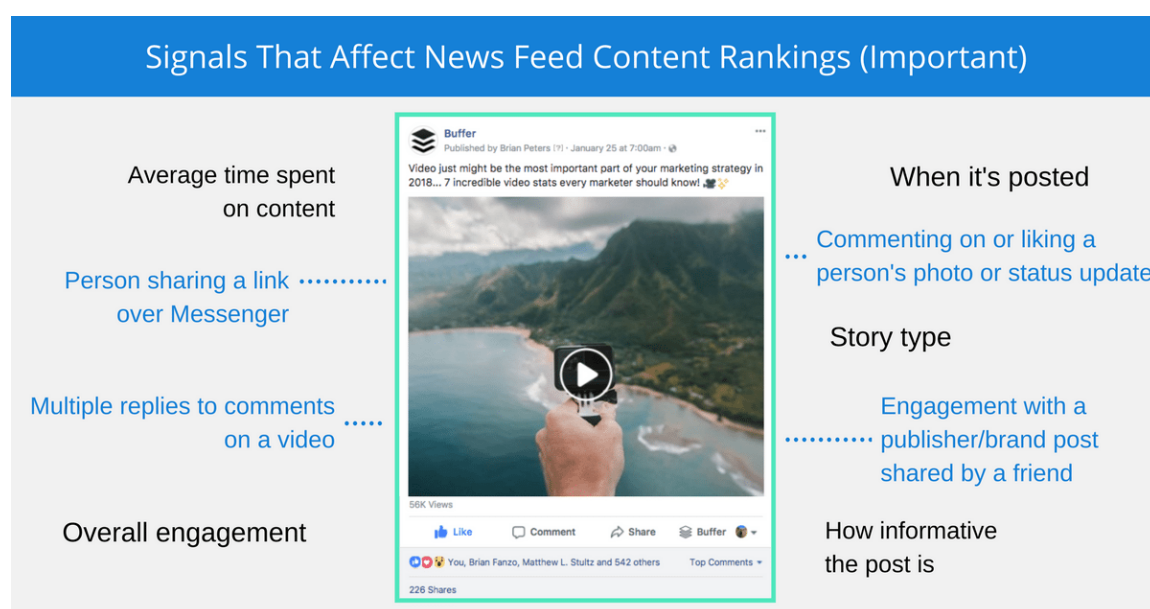 Signals That Affect News Feed Content Rankings (Important)
Average time spent
on content
Person sharing a link
over Messenger
Multiple replies to comments
on a video
Overall engagement
Buffer
Published by Brian Peters [?] · January 25 at 7:00am ·
Video just might be the most important part of your marketing strategy in
2018... 7 incredible video stats every marketer should know! 🎥✨
56K Views
Like Comment Share Buffer
You, Brian Fanzo, Matthew L. Stultz and 542 others Top Comments
226 Shares
When it's posted
Commenting on or liking a
person's photo or status update
Story type
Engagement with a
publisher/brand post
shared by a friend
How informative
the post is